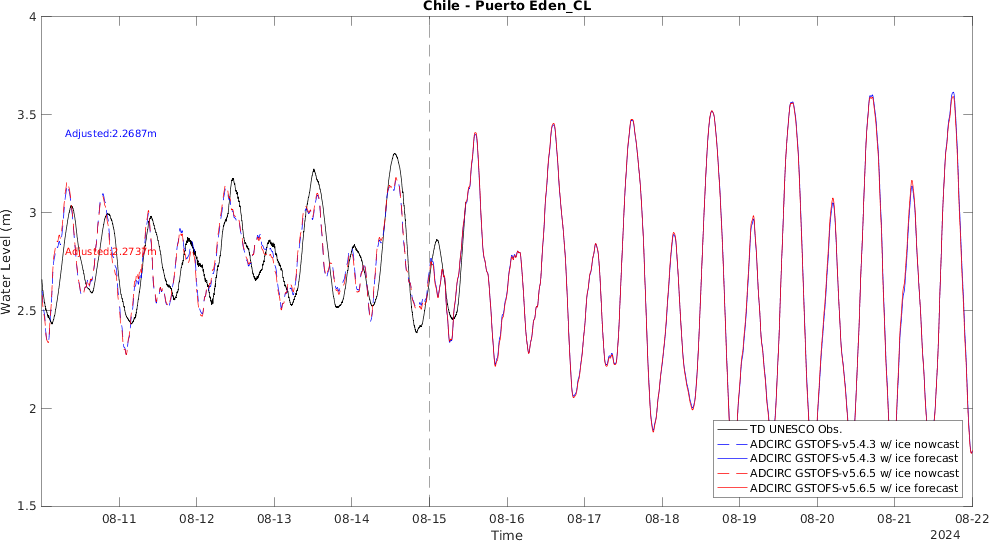 Chile - Puerto Eden_CL
4
3.5
3
2.5
2
1.5
Water Level (m)
Adjusted:2.2687m
Adjusted:2.2737m
TD UNESCO Obs.
ADCIRC GSTOFS-v5.4.3 w/ ice nowcast
ADCIRC GSTOFS-v5.4.3 w/ ice forecast
ADCIRC GSTOFS-v5.6.5 w/ ice nowcast
ADCIRC GSTOFS-v5.6.5 w/ ice forecast
08-11 08-12 08-13 08-14 08-15 08-16 08-17 08-18 08-19 08-20 08-21 08-22
Time
2024